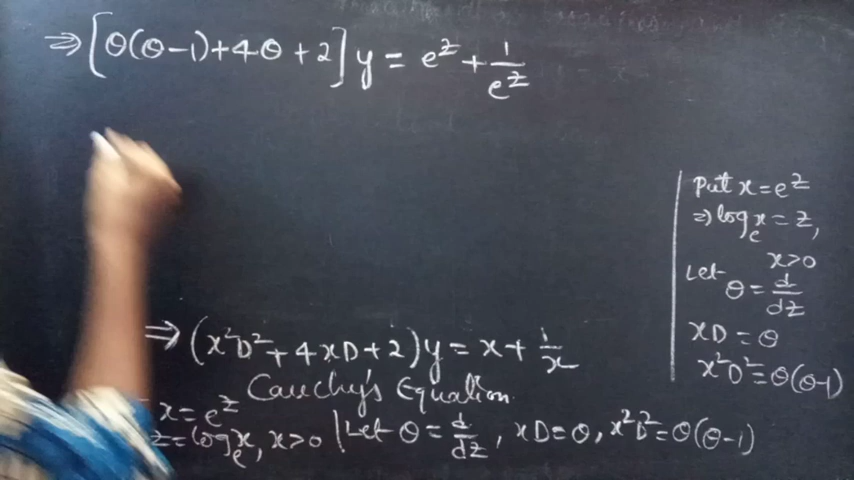 ⇒ [θ(θ-1)+4θ+2] y = e^z + 1/e^z
Put x = e^z
⇒ log_e x = z,
x>0
Let θ = d/dz
xD = θ
x²D² = θ(θ-1)
⇒ (x²D² + 4xD + 2) y = x + 1/x
Cauchy's Equation.
x = e^z
z = log_e x, x>0 | Let θ = d/dz, xD = θ, x²D² = θ(θ-1)